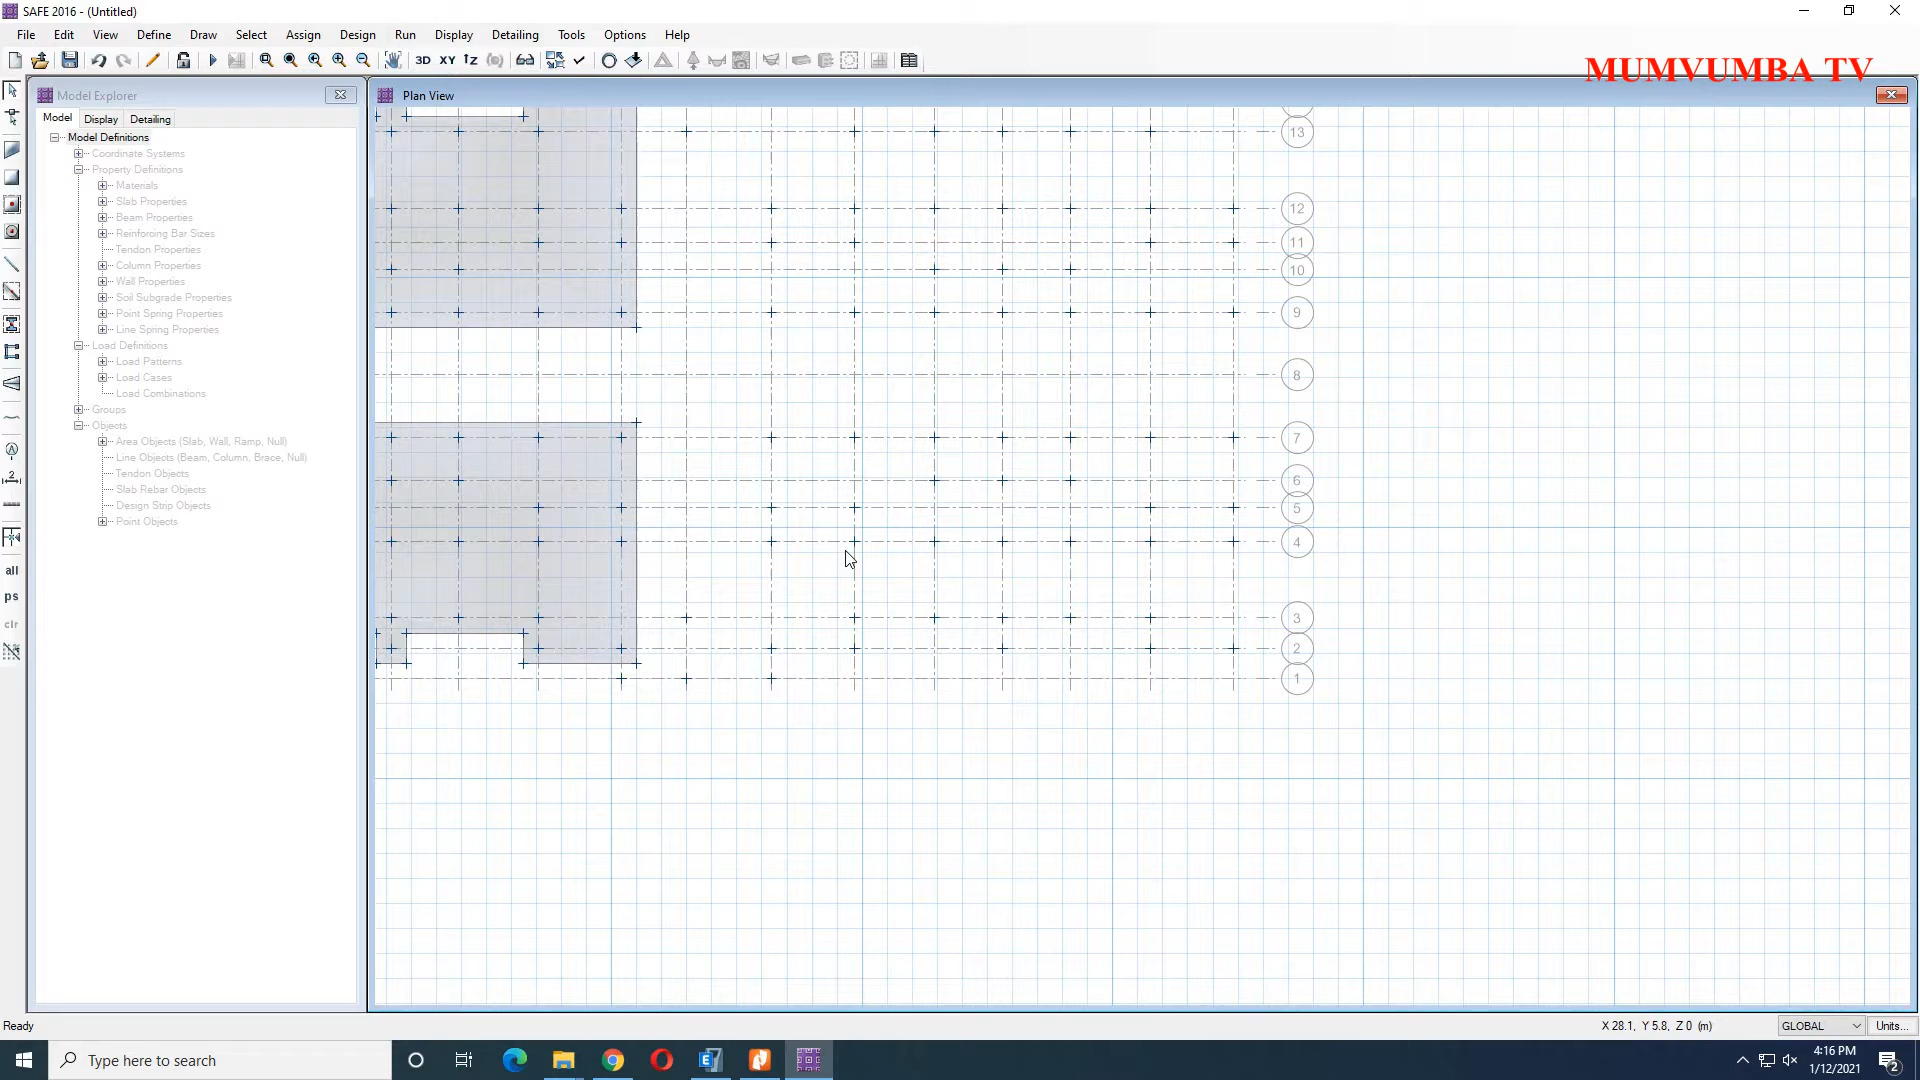 SAFE 2016 - (Untitled)
File Edit View Define Draw Select Assign Design Run Display Detailing Tools Options Help
3D XY
MUMVUMBA TV
Model Explorer
Plan View
Model Display Detailing
Model Definitions
Coordinate Systems
Property Definitions
Materials
Slab Properties
Beam Properties
Reinforcing Bar Sizes
Tendon Properties
Column Properties
Wall Properties
Soil Subgrade Properties
Point Spring Properties
Line Spring Properties
Load Definitions
Load Patterns
Load Cases
Load Combinations
Groups
Objects
Area Objects (Slab, Wall, Ramp, Null)
Line Objects (Beam, Column, Brace, Null)
Tendon Objects
Slab Rebar Objects
Design Strip Objects
Point Objects
all
ps
clr
13
12
11
10
9
8
7
6
5
4
3
2
1
Ready
X 28.1, Y 5.8, Z 0 (m)
GLOBAL
Units...
Type here to search
4:16 PM
1/12/2021
2